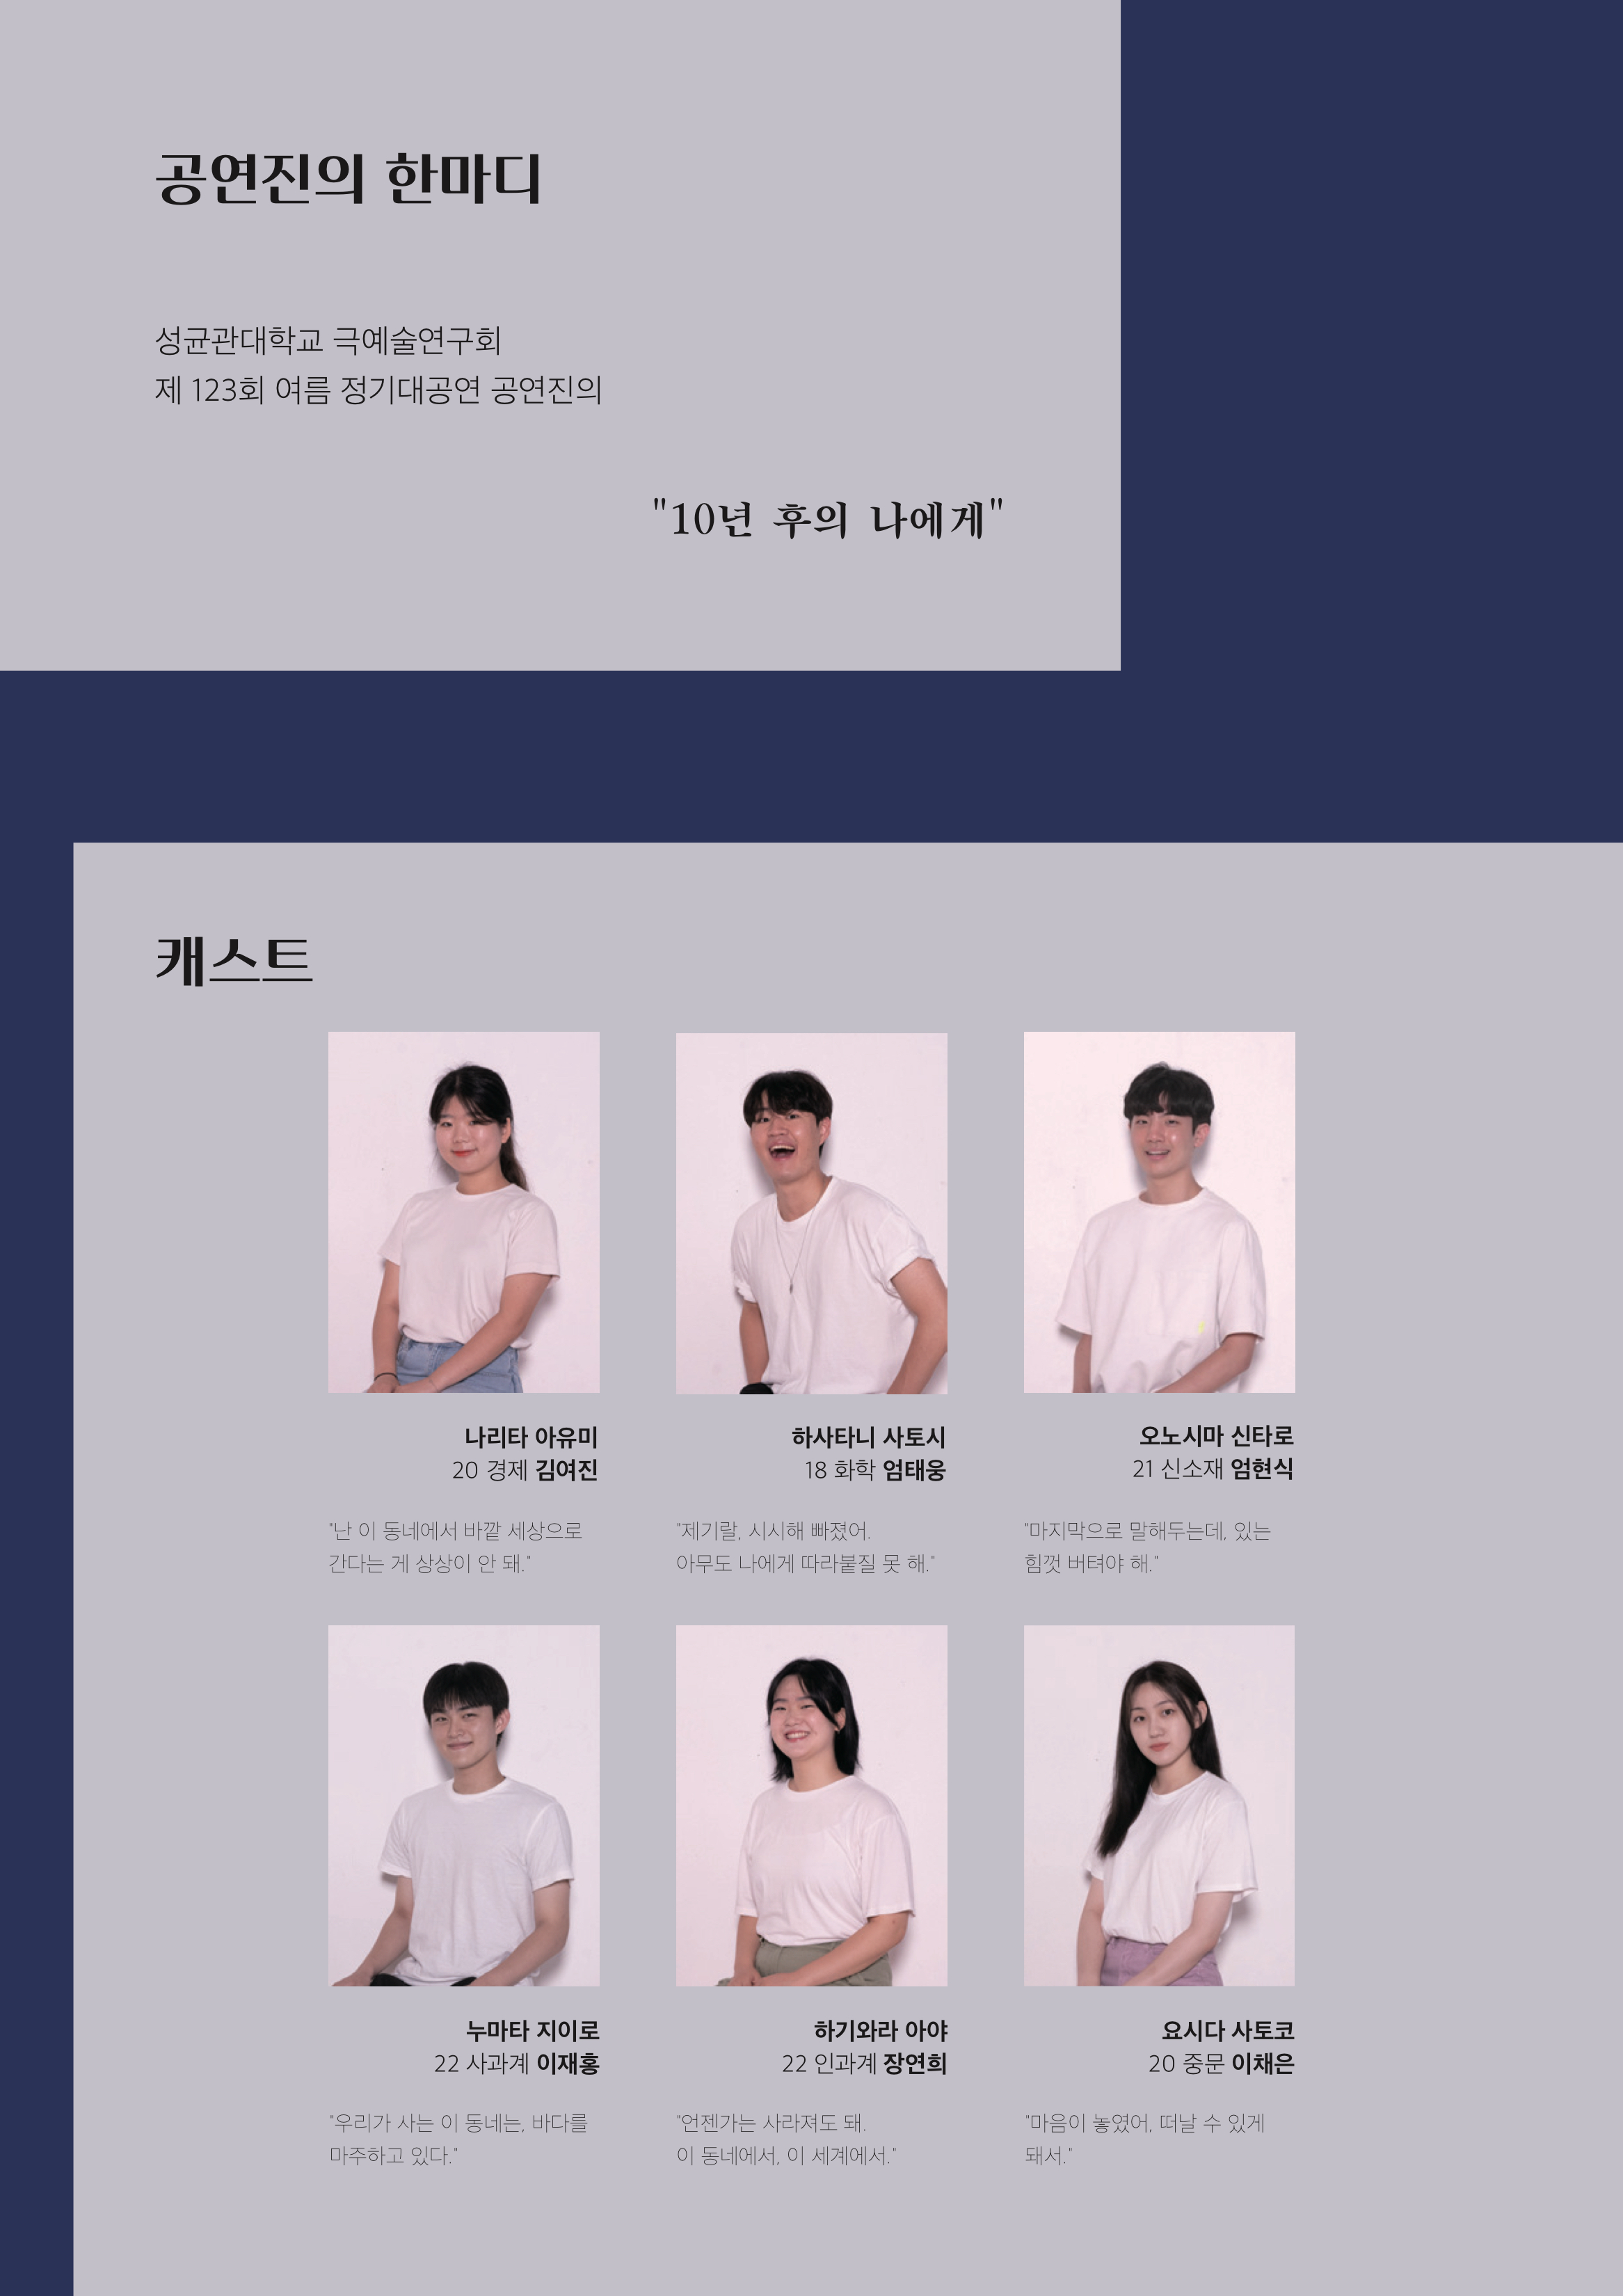 공연진의 한마디
성균관대학교 극예술연구회
제 123회 여름 정기대공연 공연진의
"10년 후의 나에게"
캐스트
나리타 아유미
20 경제 김여진
"난 이 동네에서 바깥 세상으로
간다는 게 상상이 안 돼."
하사타니 사토시
18 화학 엄태웅
"제기랄, 시시해 빠졌어.
아무도 나에게 따라붙질 못 해."
오노시마 신타로
21 신소재 엄현식
"마지막으로 말해두는데, 있는
힘껏 버텨야 해."
누마타 지이로
22 사과계 이재홍
"우리가 사는 이 동네는, 바다를
마주하고 있다."
하기와라 아야
22 인과계 장연희
"언젠가는 사라져도 돼.
이 동네에서, 이 세계에서."
요시다 사토코
20 중문 이채은
"마음이 놓였어, 떠날 수 있게
돼서."